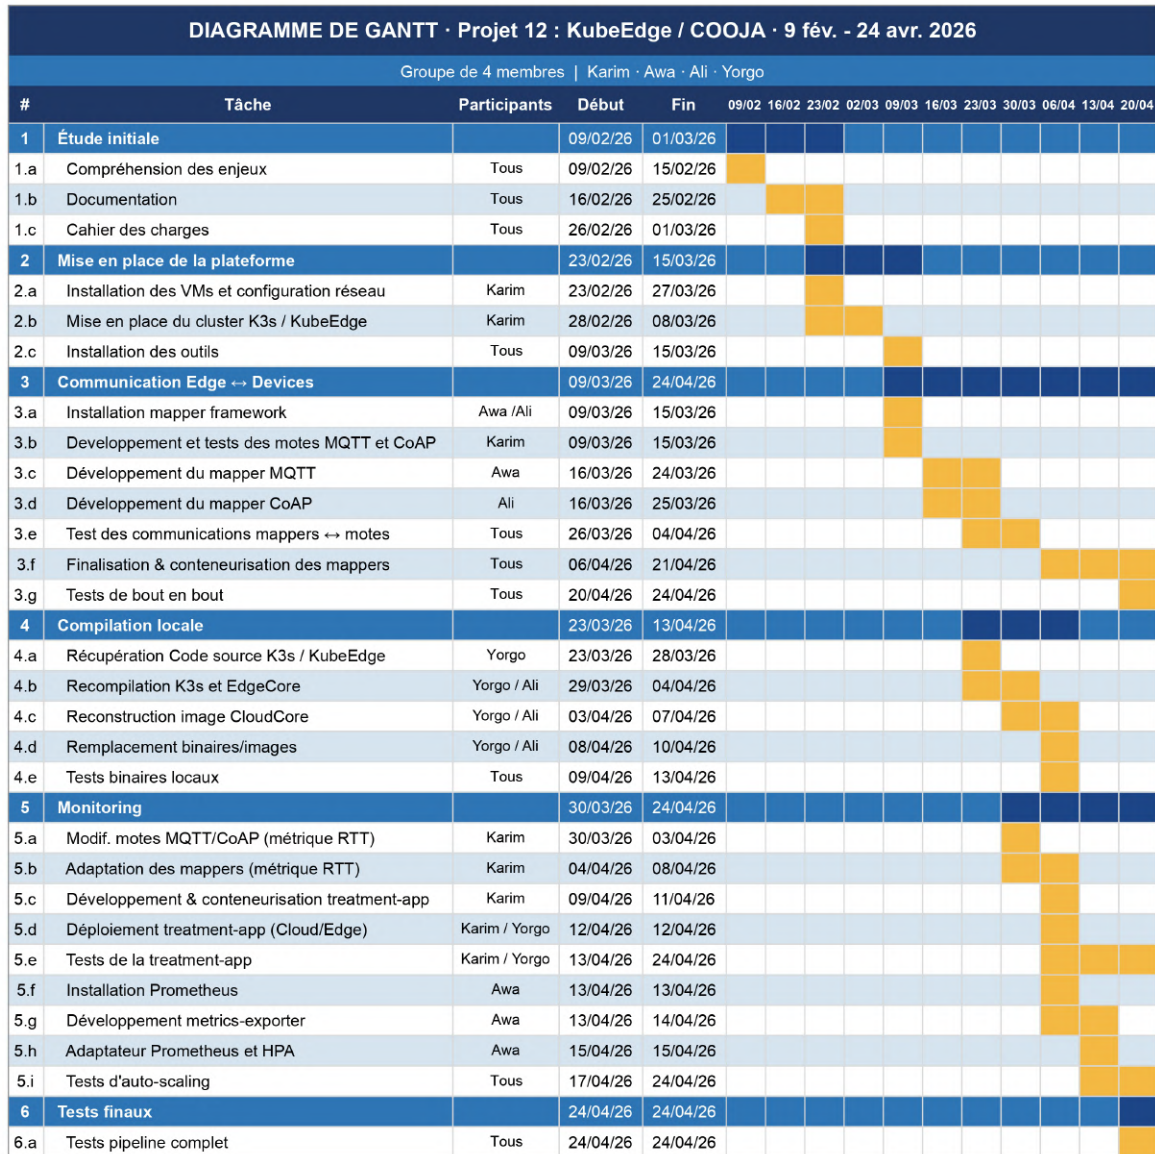 DIAGRAMME DE GANTT · Projet 12 : KubeEdge / COOJA · 9 fév. - 24 avr. 2026
Groupe de 4 membres | Karim · Awa · Ali · Yorgo
# Tâche Participants Début Fin 09/02 16/02 23/02 02/03 09/03 16/03 23/03 30/03 06/04 13/04 20/04
1 Étude initiale 09/02/26 01/03/26
1.a Compréhension des enjeux Tous 09/02/26 15/02/26
1.b Documentation Tous 16/02/26 25/02/26
1.c Cahier des charges Tous 26/02/26 01/03/26
2 Mise en place de la plateforme 23/02/26 15/03/26
2.a Installation des VMs et configuration réseau Karim 23/02/26 27/03/26
2.b Mise en place du cluster K3s / KubeEdge Karim 28/02/26 08/03/26
2.c Installation des outils Tous 09/03/26 15/03/26
3 Communication Edge ↔ Devices 09/03/26 24/04/26
3.a Installation mapper framework Awa /Ali 09/03/26 15/03/26
3.b Developpement et tests des motes MQTT et CoAP Karim 09/03/26 15/03/26
3.c Développement du mapper MQTT Awa 16/03/26 24/03/26
3.d Développement du mapper CoAP Ali 16/03/26 25/03/26
3.e Test des communications mappers ↔ motes Tous 26/03/26 04/04/26
3.f Finalisation & conteneurisation des mappers Tous 06/04/26 21/04/26
3.g Tests de bout en bout Tous 20/04/26 24/04/26
4 Compilation locale 23/03/26 13/04/26
4.a Récupération Code source K3s / KubeEdge Yorgo 23/03/26 28/03/26
4.b Recompilation K3s et EdgeCore Yorgo / Ali 29/03/26 04/04/26
4.c Reconstruction image CloudCore Yorgo / Ali 03/04/26 07/04/26
4.d Remplacement binaires/images Yorgo / Ali 08/04/26 10/04/26
4.e Tests binaires locaux Tous 09/04/26 13/04/26
5 Monitoring 30/03/26 24/04/26
5.a Modif. motes MQTT/CoAP (métrique RTT) Karim 30/03/26 03/04/26
5.b Adaptation des mappers (métrique RTT) Karim 04/04/26 08/04/26
5.c Développement & conteneurisation treatment-app Karim 09/04/26 11/04/26
5.d Déploiement treatment-app (Cloud/Edge) Karim / Yorgo 12/04/26 12/04/26
5.e Tests de la treatment-app Karim / Yorgo 13/04/26 24/04/26
5.f Installation Prometheus Awa 13/04/26 13/04/26
5.g Développement metrics-exporter Awa 13/04/26 14/04/26
5.h Adaptateur Prometheus et HPA Awa 15/04/26 15/04/26
5.i Tests d'auto-scaling Tous 17/04/26 24/04/26
6 Tests finaux 24/04/26 24/04/26
6.a Tests pipeline complet Tous 24/04/26 24/04/26